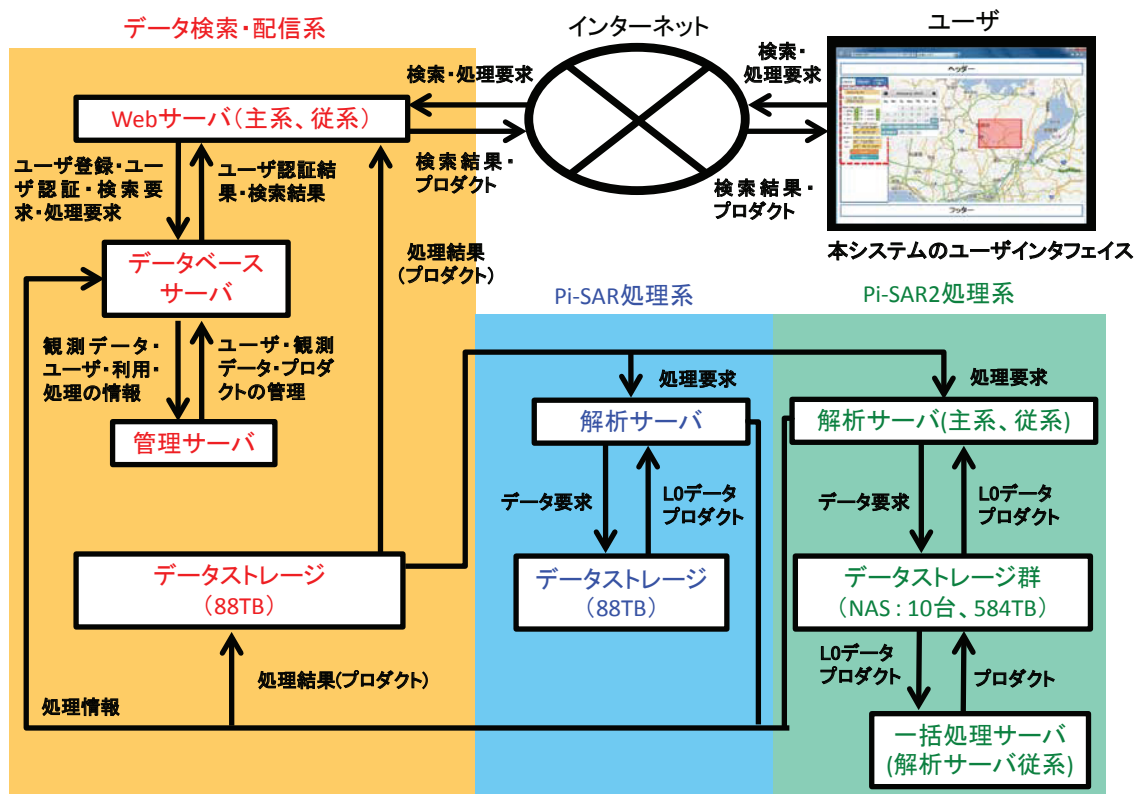 データ検索・配信系
インターネット
ユーザ
検索・処理要求
検索・
処理要求
ヘッダー
フッター
Webサーバ(主系、従系)
検索結果・
プロダクト
検索結果・
プロダクト
本システムのユーザインタフェイス
ユーザ登録・ユー
ザ認証・検索要
求・処理要求
ユーザ認証結
果・検索結果
データベース
サーバ
処理結果
(プロダクト)
観測データ・
ユーザ・利用・
処理の情報
ユーザ・観測
データ・プロダ
クトの管理
管理サーバ
データストレージ
(88TB)
処理結果(プロダクト)
処理情報
Pi-SAR処理系
処理要求
解析サーバ
データ要求
L0データ
プロダクト
データストレージ
(88TB)
Pi-SAR2処理系
処理要求
解析サーバ(主系、従系)
データ要求
L0データ
プロダクト
データストレージ群
(NAS：10台、584TB)
L0データ
プロダクト
プロダクト
一括処理サーバ
(解析サーバ従系)